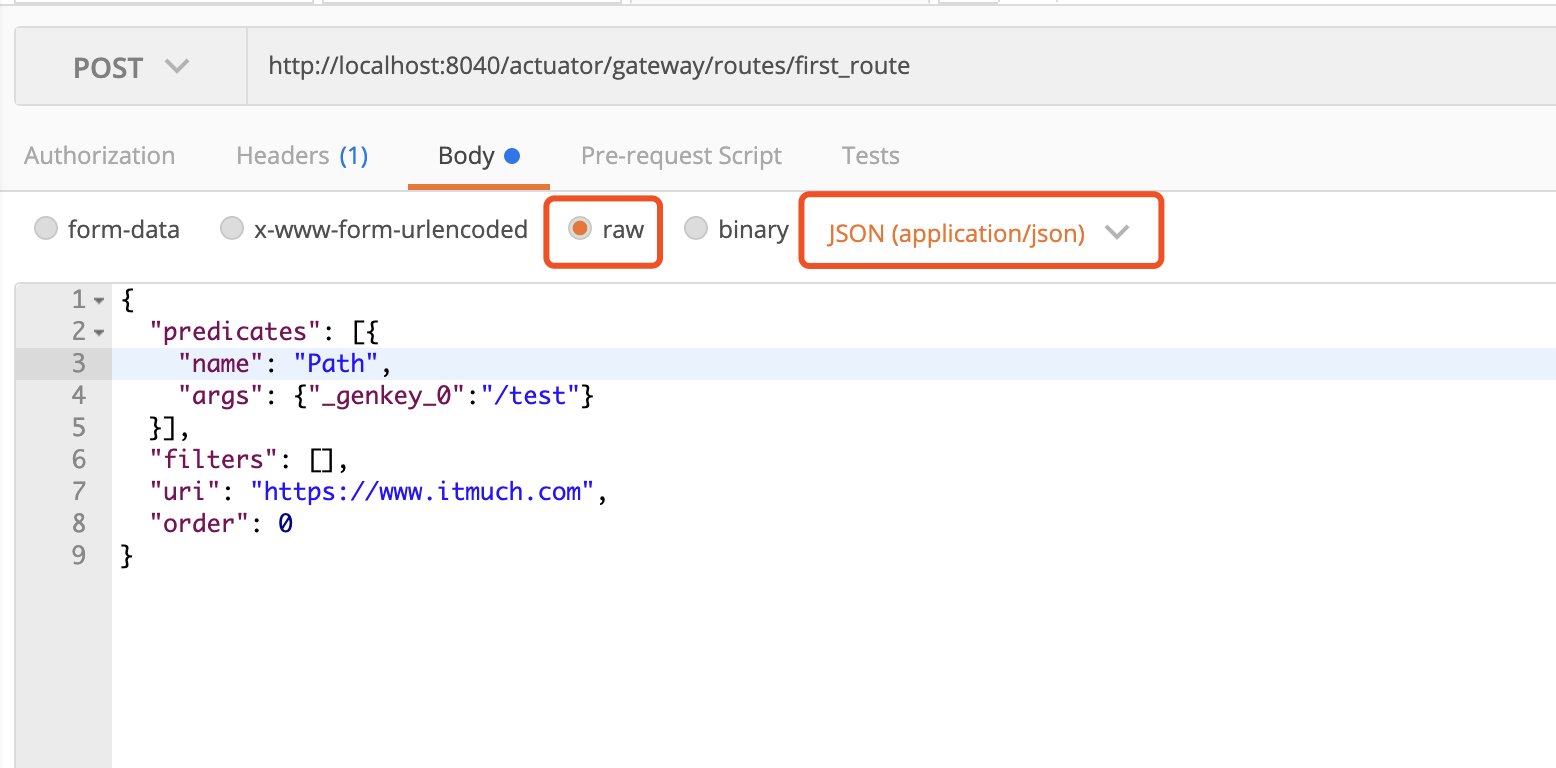 POST http://localhost:8040/actuator/gateway/routes/first_route
Authorization Headers (1) Body Pre-request Script Tests
form-data x-www-form-urlencoded raw binary JSON (application/json)
1 {
2 "predicates": [{
3 "name": "Path",
4 "args": {"_genkey_0":"/test"}
5 }],
6 "filters": [],
7 "uri": "https://www.itmuch.com",
8 "order": 0
9 }